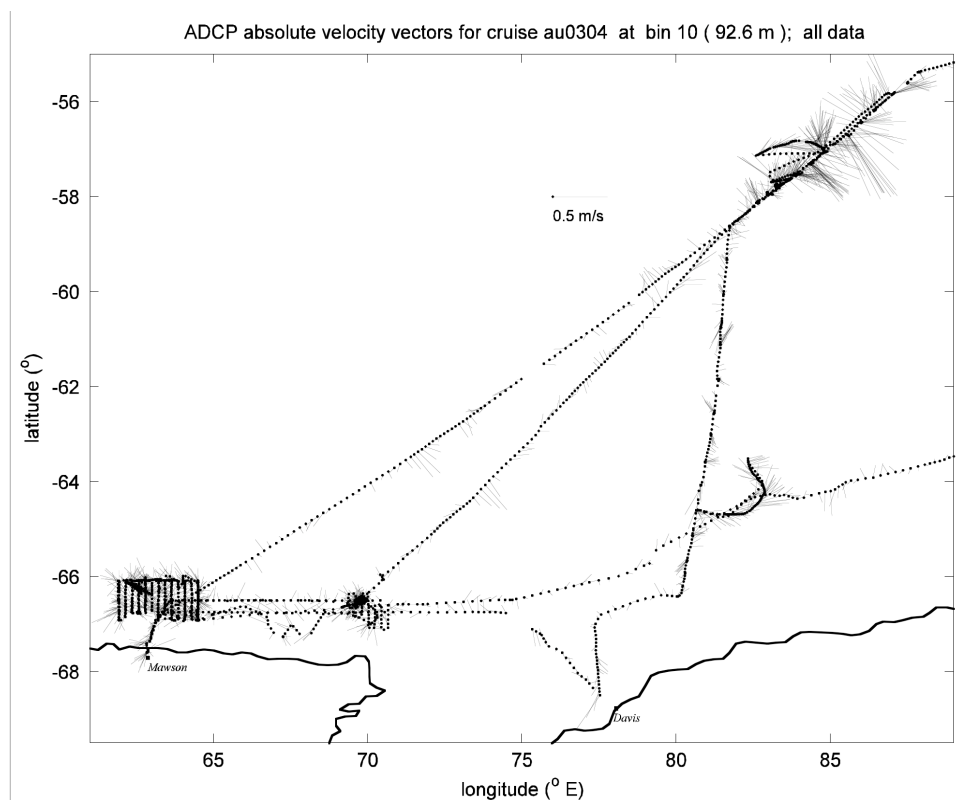 ADCP absolute velocity vectors for cruise au0304 at bin 10 ( 92.6 m ); all data
-56
-58
0.5 m/s
-60
-62
latitude (°)
-64
-66
-68
Mawson
Davis
65
70
75
80
85
longitude (° E)